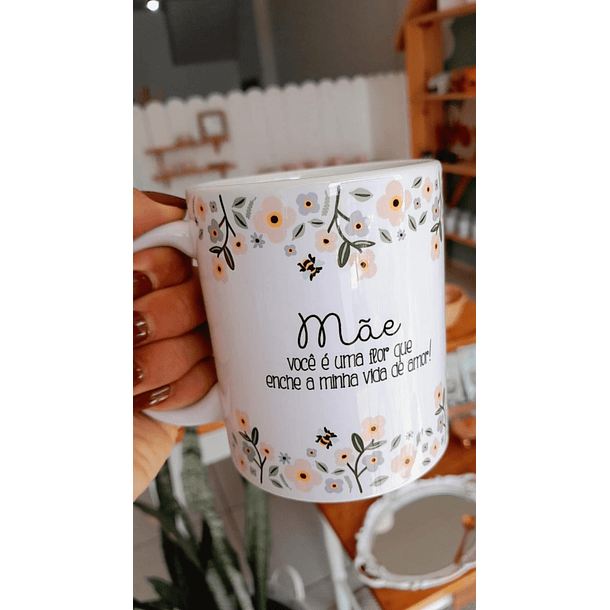 Mãe
você é uma flor que
enche a minha vida de amor!